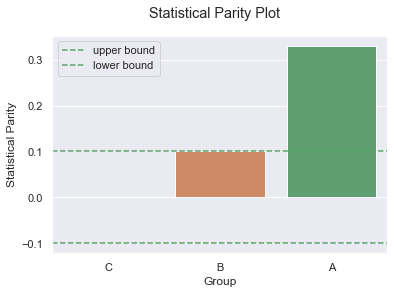 Statistical Parity Plot
upper bound
lower bound
Statistical Parity
0.3
0.2
0.1
0.0
−0.1
C B A
Group